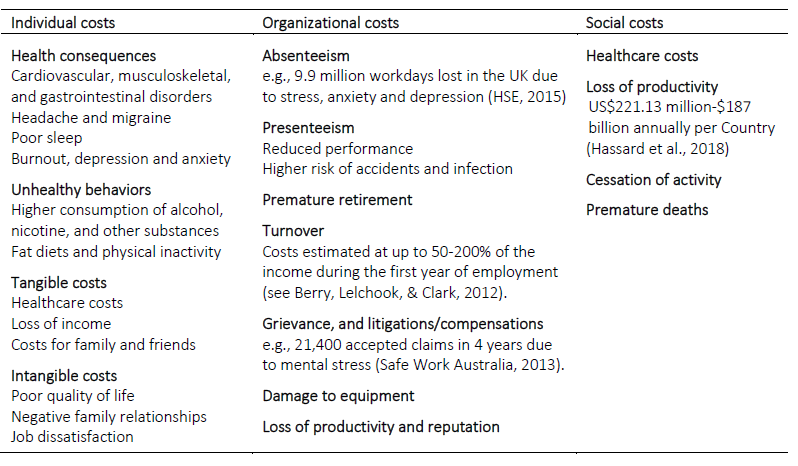 Individual costs
Health consequences
Cardiovascular, musculoskeletal,
and gastrointestinal disorders
Headache and migraine
Poor sleep
Burnout, depression and anxiety
Unhealthy behaviors
Higher consumption of alcohol,
nicotine, and other substances
Fat diets and physical inactivity
Tangible costs
Healthcare costs
Loss of income
Costs for family and friends
Intangible costs
Poor quality of life
Negative family relationships
Job dissatisfaction
Organizational costs
Absenteeism
e.g., 9.9 million workdays lost in the UK due
to stress, anxiety and depression (HSE, 2015)
Presenteeism
Reduced performance
Higher risk of accidents and infection
Premature retirement
Turnover
Costs estimated at up to 50-200% of the
income during the first year of employment
(see Berry, Lelchook, & Clark, 2012).
Grievance, and litigations/compensations
e.g., 21,400 accepted claims in 4 years due
to mental stress (Safe Work Australia, 2013).
Damage to equipment
Loss of productivity and reputation
Social costs
Healthcare costs
Loss of productivity
US$221.13 million-$187
billion annually per Country
(Hassard et al., 2018)
Cessation of activity
Premature deaths